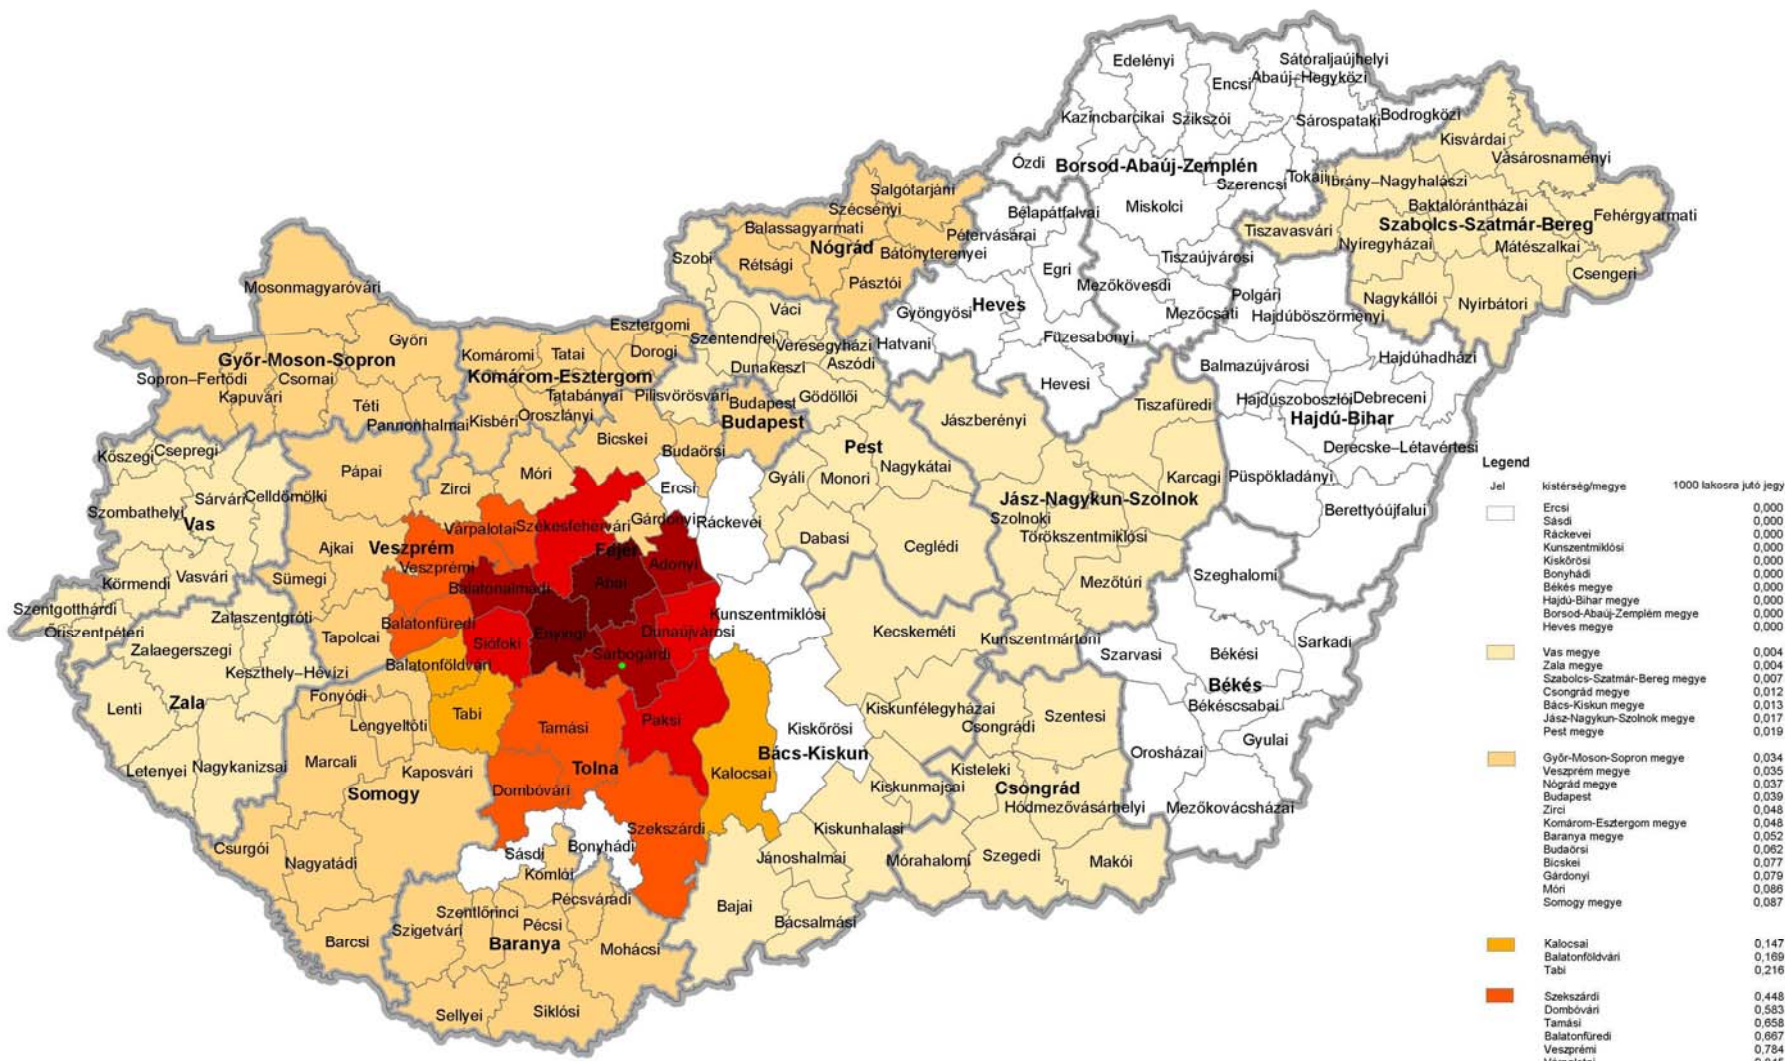 Edelényi
Sátoraljaújhelyi
Encsi
Abaúj–Hegyközi
Kazincbarcikai
Szikszói
Sárospataki
Bodrogközi
Kisvárdai
Ózdi
Borsod-Abaúj-Zemplén
Vásárosnaményi
Szerencsi
Tokaji
Ibrány–Nagyhalászi
Salgótarjáni
Szécsényi
Bélapátfalvai
Miskolci
Baktalórántházai
Fehérgyarmati
Balassagyarmati
Pétervásárai
Tiszavasvári
Szabolcs-Szatmár-Bereg
Nógrád
Bátonyterenyei
Nyíregyházai
Mátészalkai
Szobi
Rétsági
Egri
Tiszaújvárosi
Csengeri
Pásztói
Mezőkövesdi
Polgári
Nagykállói
Nyírbátori
Mosonmagyaróvári
Váci
Gyöngyösi
Heves
Mezőcsáti
Hajdúböszörményi
Esztergomi
Győri
Szentendrei
Veresegyházi
Hatvani
Füzesabonyi
Győr-Moson-Sopron
Komáromi
Tatai
Dorogi
Dunakeszi
Aszódi
Balmazújvárosi
Hajdúhadházi
Sopron–Fertődi
Csornai
Komárom-Esztergom
Hevesi
Kapuvári
Tatabányai
Pilisvörösvári
Budapest
Gödöllői
Tiszafüredi
Hajdúszoboszlói
Debreceni
Téti
Pannonhalmai
Kisbéri
Oroszlányi
Budapest
Jászberényi
Hajdú-Bihar
Kőszegi
Csepregi
Bicskei
Budaörsi
Pest
Derecske–Létavértesi
Pápai
Móri
Nagykátai
Karcagi
Püspökladányi
Sárvári
Celldömölki
Zirci
Ercsi
Gyáli
Monori
Jász-Nagykun-Szolnok
Szombathelyi
Vas
Várpalotai
Székesfehérvári
Gárdonyi
Ráckevei
Szolnoki
Berettyóújfalui
Ajkai
Veszprém
Fejér
Dabasi
Ceglédi
Törökszentmiklósi
Körmendi
Vasvári
Sümegi
Veszprémi
Balatonalmádi
Abai
Adonyi
Mezőtúri
Szeghalomi
Szentgotthárdi
Őriszentpéteri
Zalaszentgróti
Tapolcai
Balatonfüredi
Siófoki
Enyingi
Dunaújvárosi
Kunszentmiklósi
Kecskeméti
Kunszentmártoni
Sarkadi
Zalaegerszegi
Keszthely–Hévízi
Balatonföldvári
Sárbogárdi
Szarvasi
Békési
Lenti
Zala
Fonyódi
Lengyeltóti
Tabi
Tamási
Paksi
Kiskőrösi
Kiskunfélegyházai
Csongrádi
Szentesi
Békés
Békéscsabai
Letenyei
Nagykanizsai
Marcali
Kaposvári
Tolna
Kalocsai
Bács-Kiskun
Kisteleki
Orosházai
Gyulai
Somogy
Dombóvári
Kiskunmajsai
Csongrád
Hódmezővásárhelyi
Mezőkovácsházai
Csurgói
Nagyatádi
Sásdi
Bonyhádi
Szekszárdi
Kiskunhalasi
Jánoshalmai
Mórahalomi
Szegedi
Makói
Komlói
Pécsváradi
Szentlőrinci
Szigetvári
Pécsi
Bajai
Bácsalmási
Barcsi
Baranya
Mohácsi
Sellyei
Siklósi
Legend
Jel kistérség/megye 1000 lakosra jutó jegy
Ercsi 0,000
Sásdi 0,000
Ráckevei 0,000
Kunszentmiklósi 0,000
Kiskőrösi 0,000
Bonyhádi 0,000
Békés megye 0,000
Hajdú-Bihar megye 0,000
Borsod-Abaúj-Zemplém megye 0,000
Heves megye 0,000
Vas megye 0,004
Zala megye 0,004
Szabolcs-Szatmár-Bereg megye 0,007
Csongrád megye 0,012
Bács-Kiskun megye 0,013
Jász-Nagykun-Szolnok megye 0,017
Pest megye 0,019
Győr-Moson-Sopron megye 0,034
Veszprém megye 0,035
Nógrád megye 0,037
Budapest 0,039
Zirci 0,048
Komárom-Esztergom megye 0,048
Baranya megye 0,052
Budaörsi 0,062
Bicskei 0,077
Gárdonyi 0,079
Móri 0,086
Somogy megye 0,087
Kalocsai 0,147
Balatonföldvári 0,169
Tabi 0,216
Szekszárdi 0,448
Dombóvári 0,583
Tamási 0,658
Balatonfüredi 0,667
Veszprémi 0,784